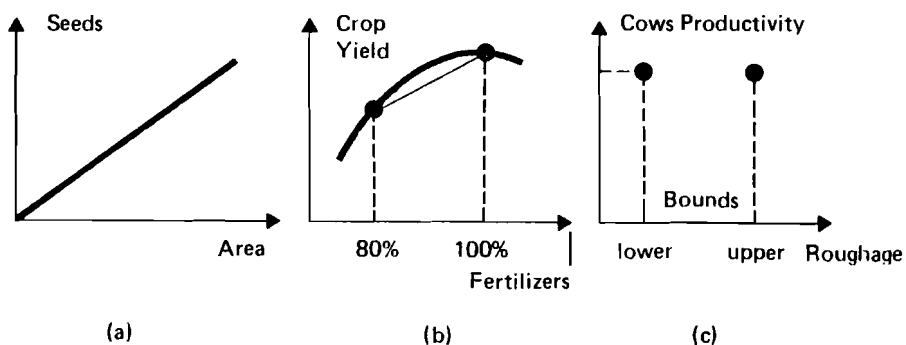 Seeds
Area
(a)
Crop
Yield
80%
100%
Fertilizers
(b)
Cows Productivity
Bounds
lower
upper
Roughage
(c)